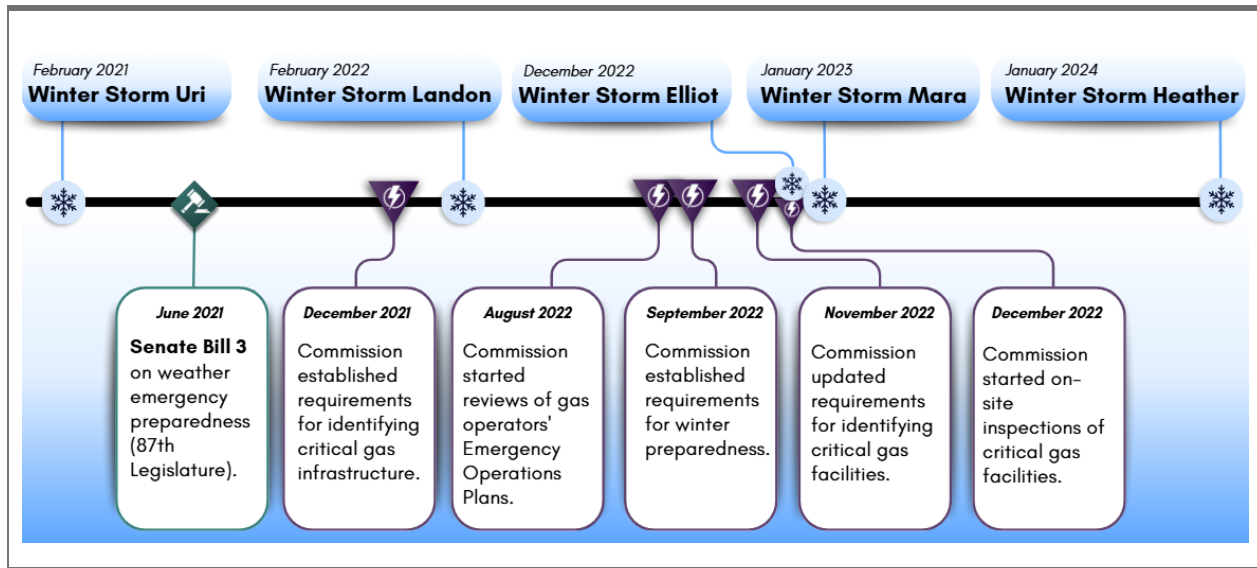 February 2021
Winter Storm Uri
February 2022
Winter Storm Landon
December 2022
Winter Storm Elliot
January 2023
Winter Storm Mara
January 2024
Winter Storm Heather
June 2021
Senate Bill 3
on weather
emergency
preparedness
(87th
Legislature).
December 2021
Commission
established
requirements
for identifying
critical gas
infrastructure.
August 2022
Commission
started
reviews of gas
operators'
Emergency
Operations
Plans.
September 2022
Commission
established
requirements
for winter
preparedness.
November 2022
Commission
updated
requirements
for identifying
critical gas
facilities.
December 2022
Commission
started on-
site
inspections of
critical gas
facilities.